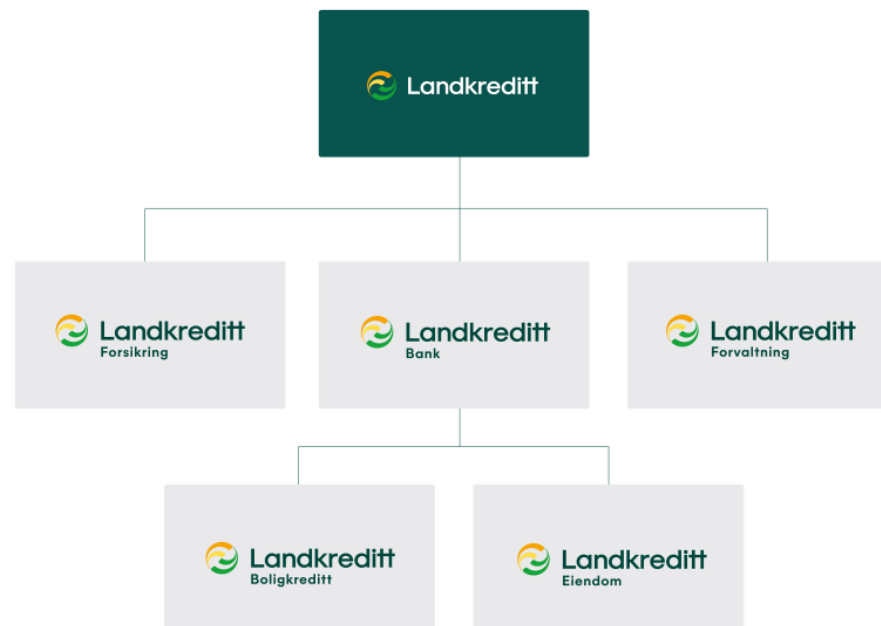 Landkreditt
Landkreditt
Forsikring
Landkreditt
Bank
Landkreditt
Forvaltning
Landkreditt
Boligkreditt
Landkreditt
Eiendom